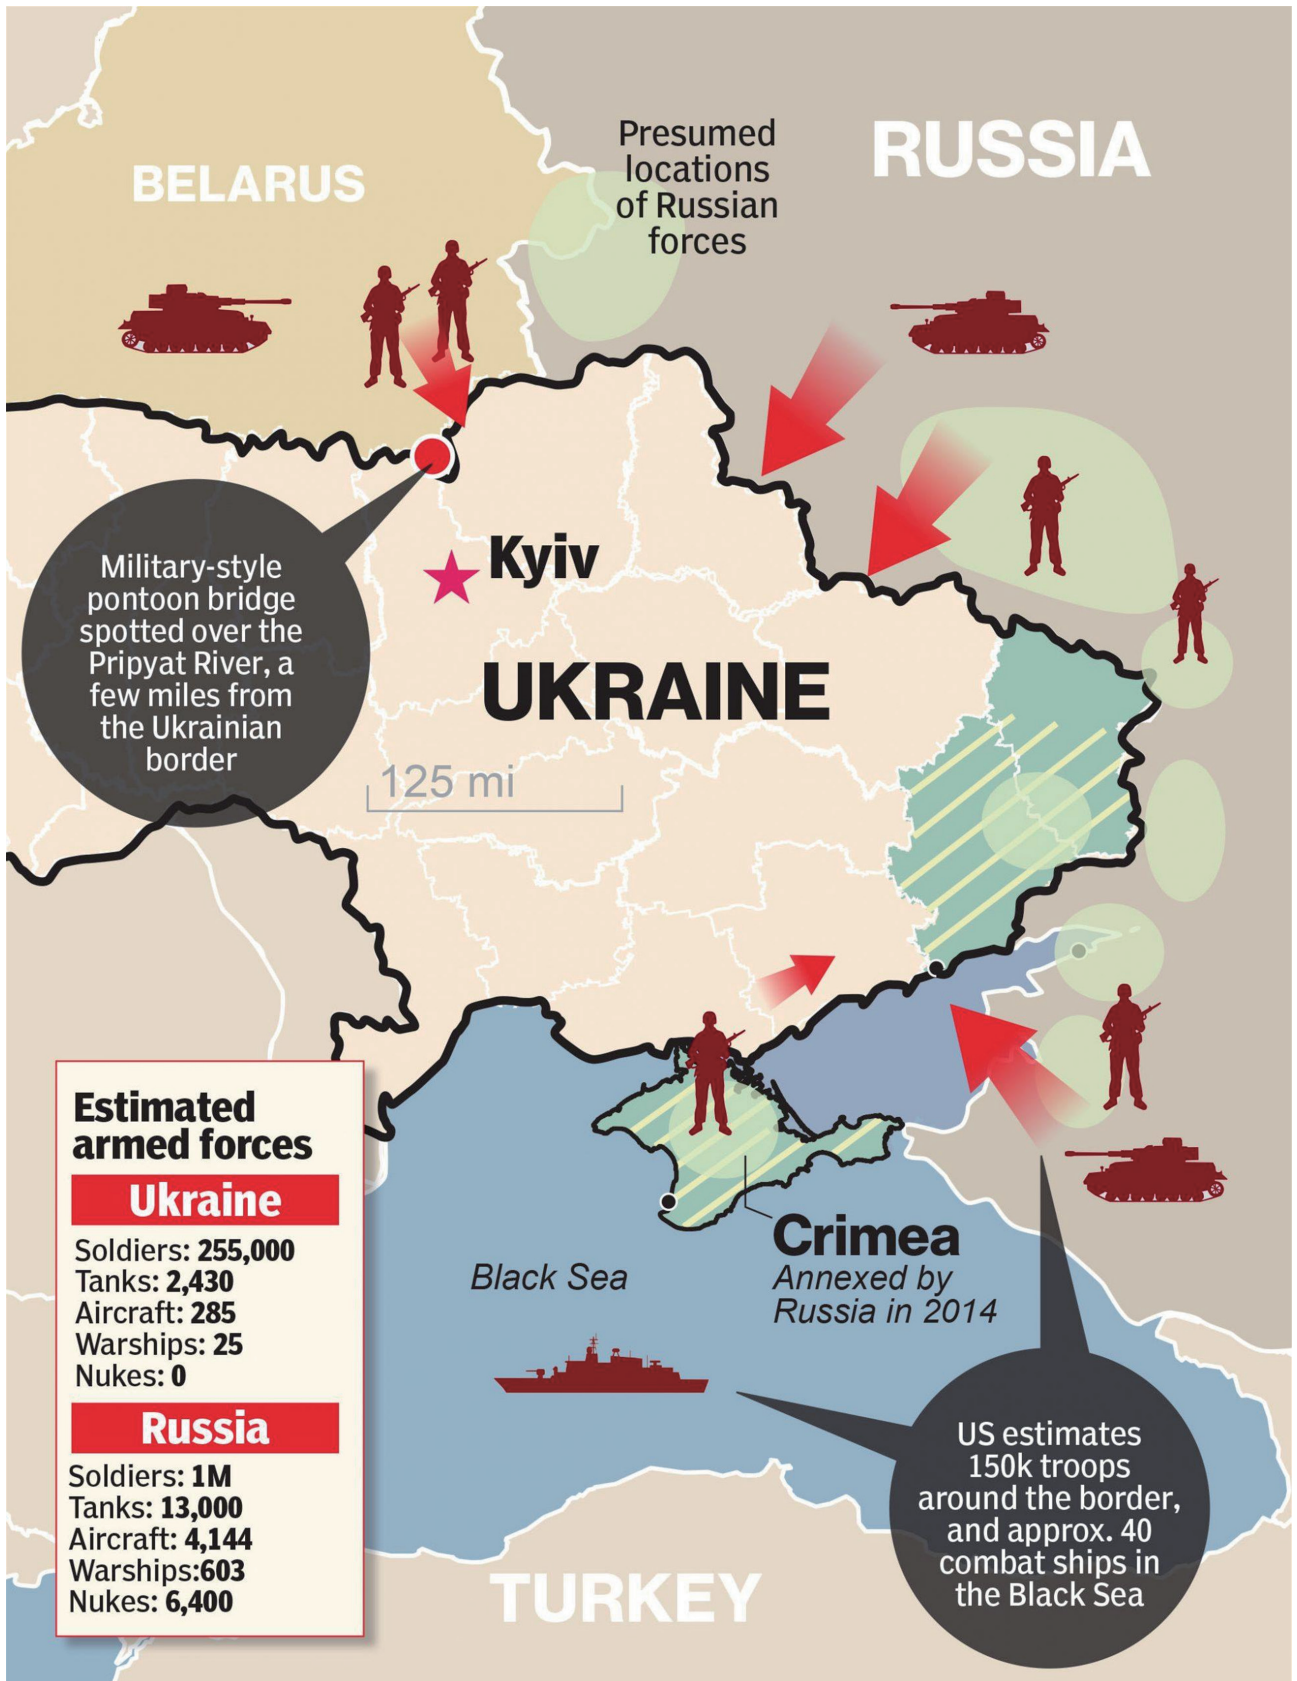 Presumed
locations
of Russian
forces
RUSSIA
BELARUS
Kyiv
Military-style
pontoon bridge
spotted over the
Pripyat River, a
few miles from
the Ukrainian
border
UKRAINE
125 mi
Estimated
armed forces
Ukraine
Soldiers: 255,000
Tanks: 2,430
Aircraft: 285
Warships: 25
Nukes: 0
Russia
Soldiers: 1M
Tanks: 13,000
Aircraft: 4,144
Warships:603
Nukes: 6,400
Black Sea
Crimea
Annexed by
Russia in 2014
US estimates
150k troops
around the border,
and approx. 40
combat ships in
the Black Sea
TURKEY